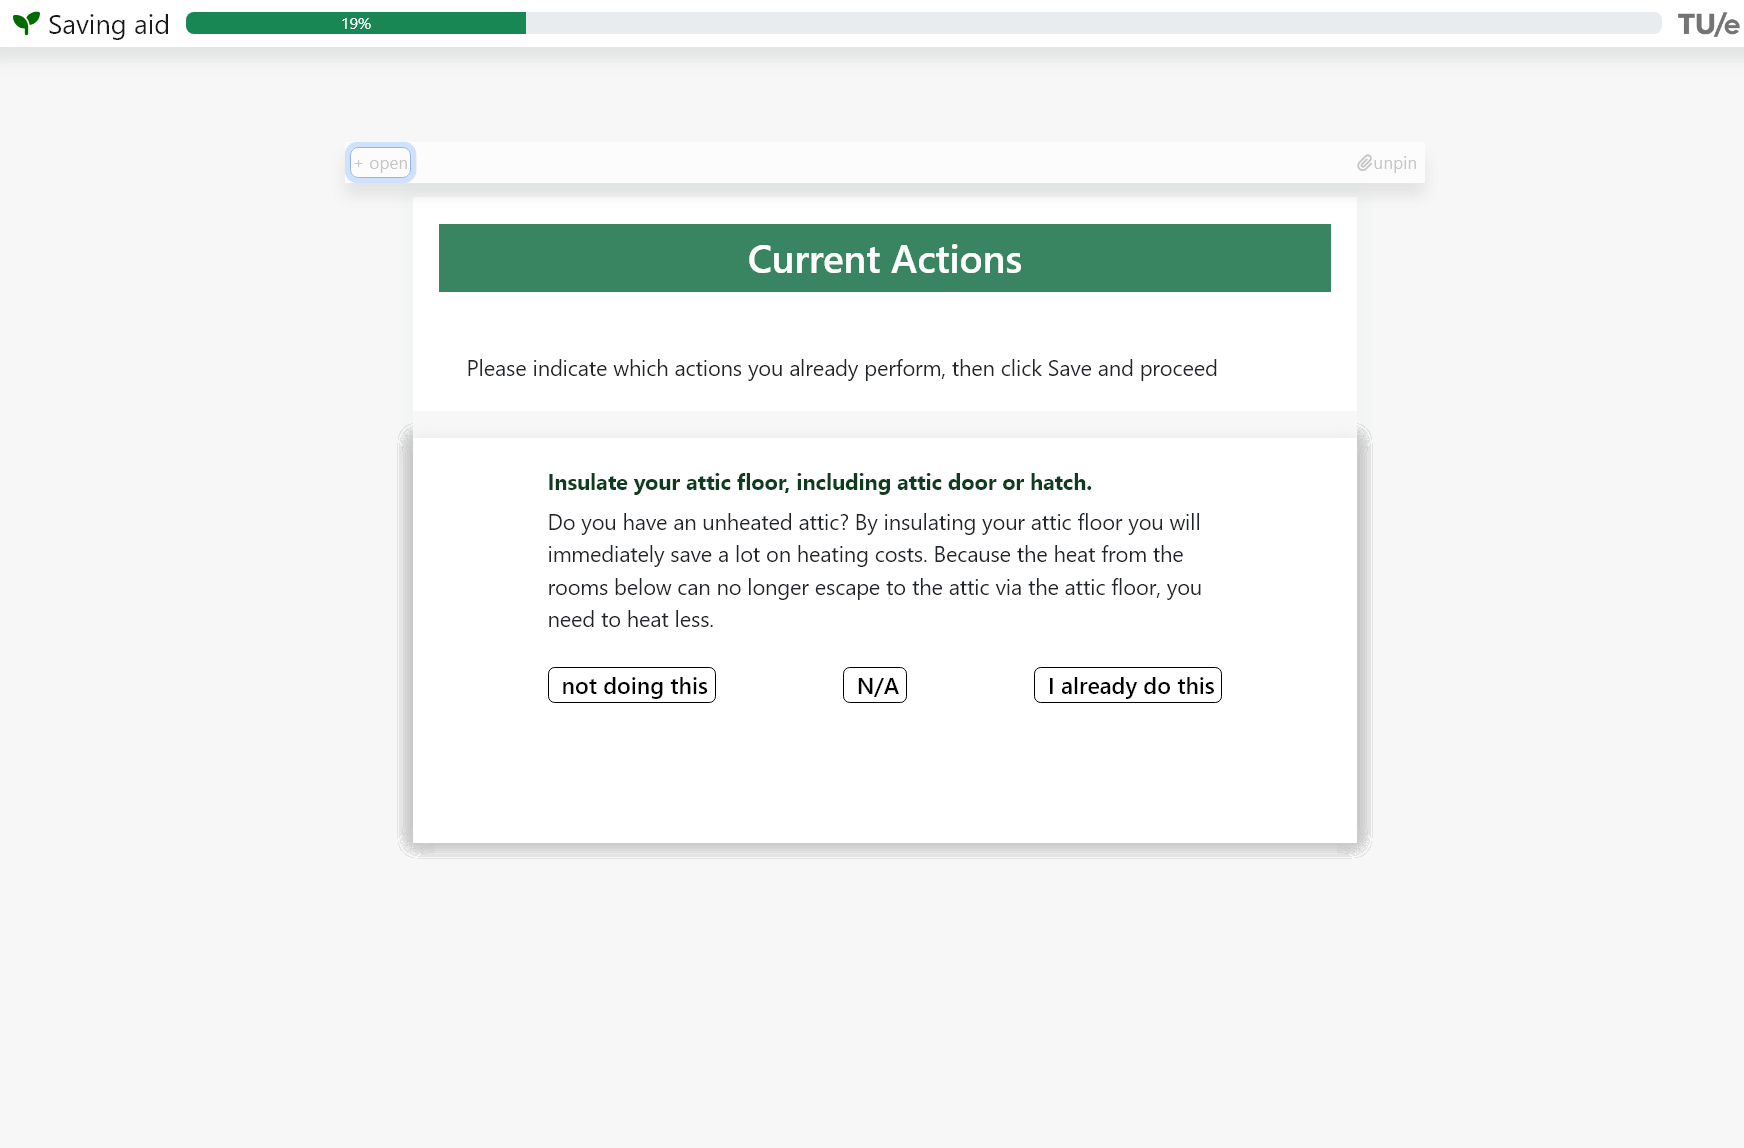 Saving aid
19%
TU/e
+ open
unpin
Current Actions
Please indicate which actions you already perform, then click Save and proceed
Insulate your attic floor, including attic door or hatch.
Do you have an unheated attic? By insulating your attic floor you will
immediately save a lot on heating costs. Because the heat from the
rooms below can no longer escape to the attic via the attic floor, you
need to heat less.
not doing this
N/A
I already do this